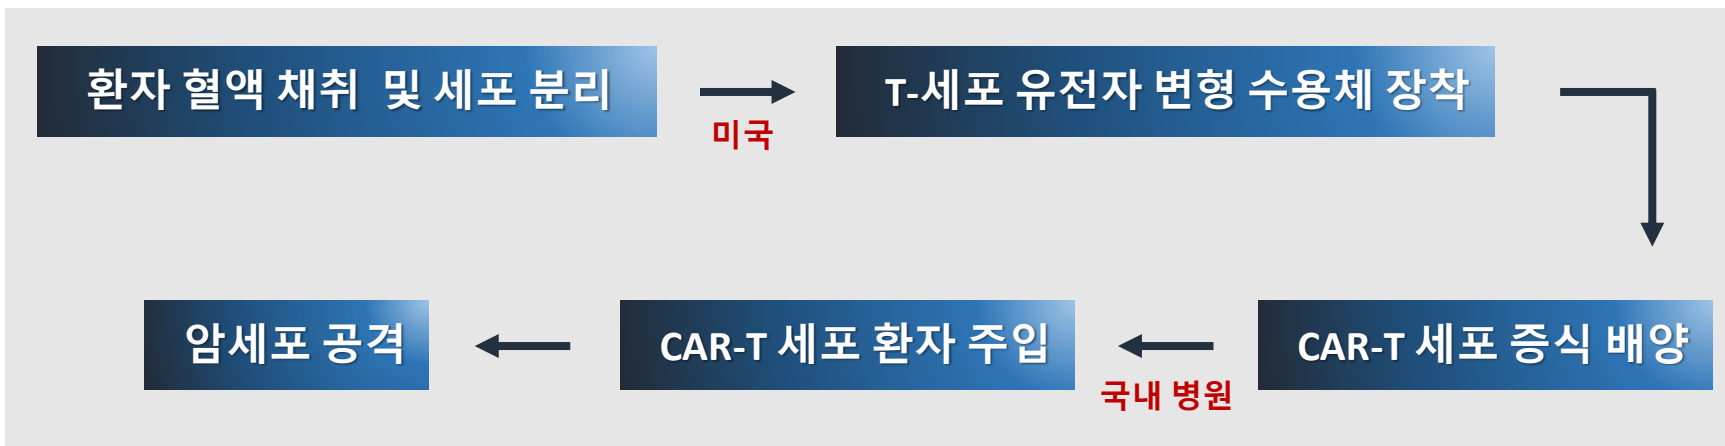 환자 혈액 채취 및 세포 분리
미국
T-세포 유전자 변형 수용체 장착
CAR-T 세포 증식 배양
국내 병원
CAR-T 세포 환자 주입
암세포 공격